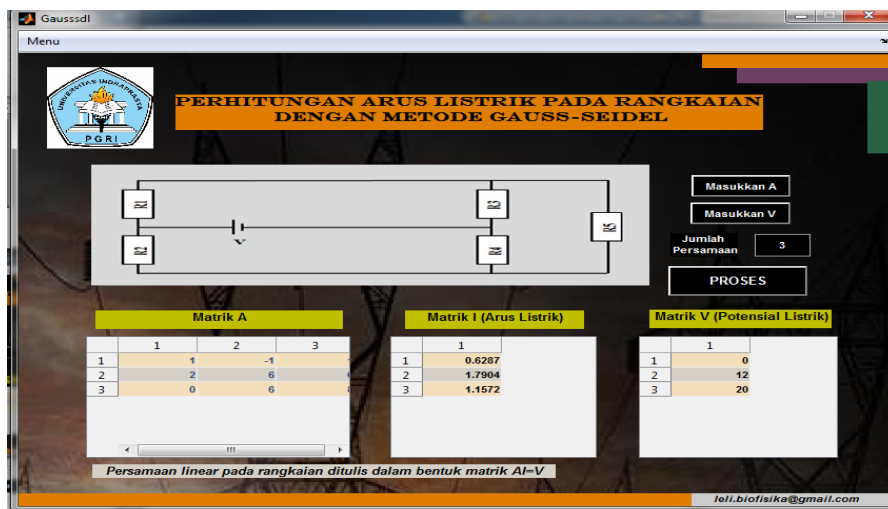 Gausssdl
Menu
UNIVERSITAS INDRAPRASTA
PGRI
PERHITUNGAN ARUS LISTRIK PADA RANGKAIAN
DENGAN METODE GAUSS-SEIDEL
R1
R3
R5
V
R2
R4
Masukkan A
Masukkan V
Jumlah
Persamaan
3
PROSES
Matrik A
1 2 3
1 1 -1
2 2 6
3 0 6
Matrik I (Arus Listrik)
1
1 0.6287
2 1.7904
3 1.1572
Matrik V (Potensial Listrik)
1
1 0
2 12
3 20
Persamaan linear pada rangkaian ditulis dalam bentuk matrik AI=V
leli.biofisika@gmail.com